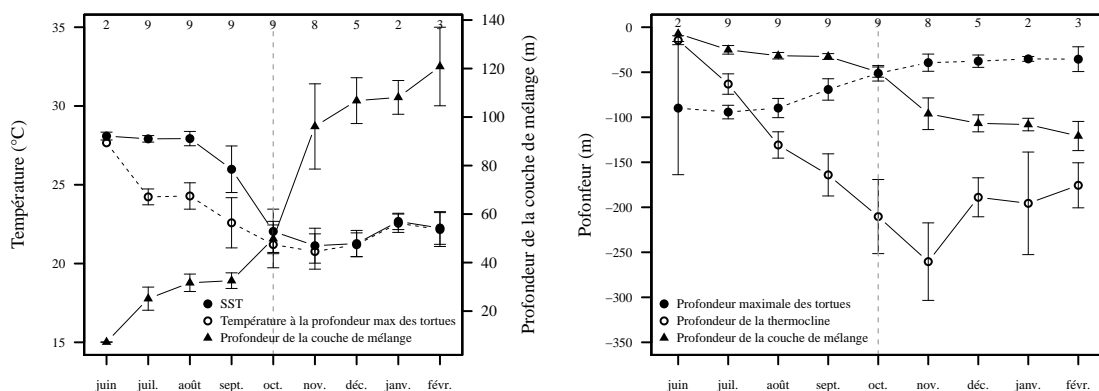 2 9 9 9 9 8 5 2 3
35
30
25
20
15
Température (°C)
140
120
100
80
60
40
20
Profondeur de la couche de mélange (m)
SST
Température à la profondeur max des tortues
Profondeur de la couche de mélange
juin juil. août sept. oct. nov. déc. janv. févr.
2 9 9 9 9 8 5 2 3
−0
−50
−100
−150
−200
−250
−300
−350
Pofonfeur (m)
Profondeur maximale des tortues
Profondeur de la thermocline
Profondeur de la couche de mélange
juin juil. août sept. oct. nov. déc. janv. févr.